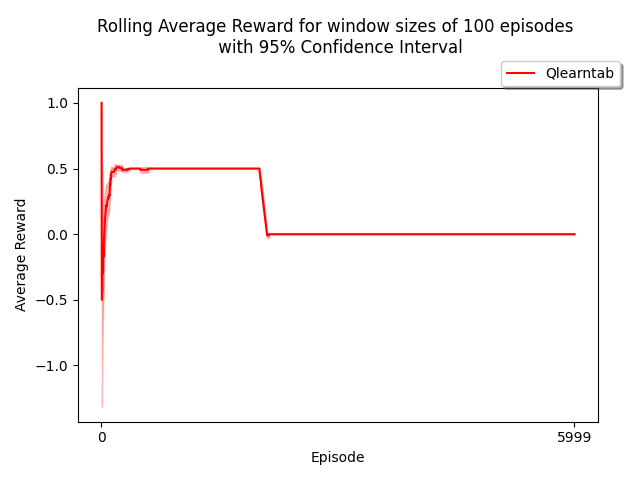 Rolling Average Reward for window sizes of 100 episodes
with 95% Confidence Interval
Qlearntab
1.0
0.5
0.0
−0.5
−1.0
Average Reward
0
5999
Episode